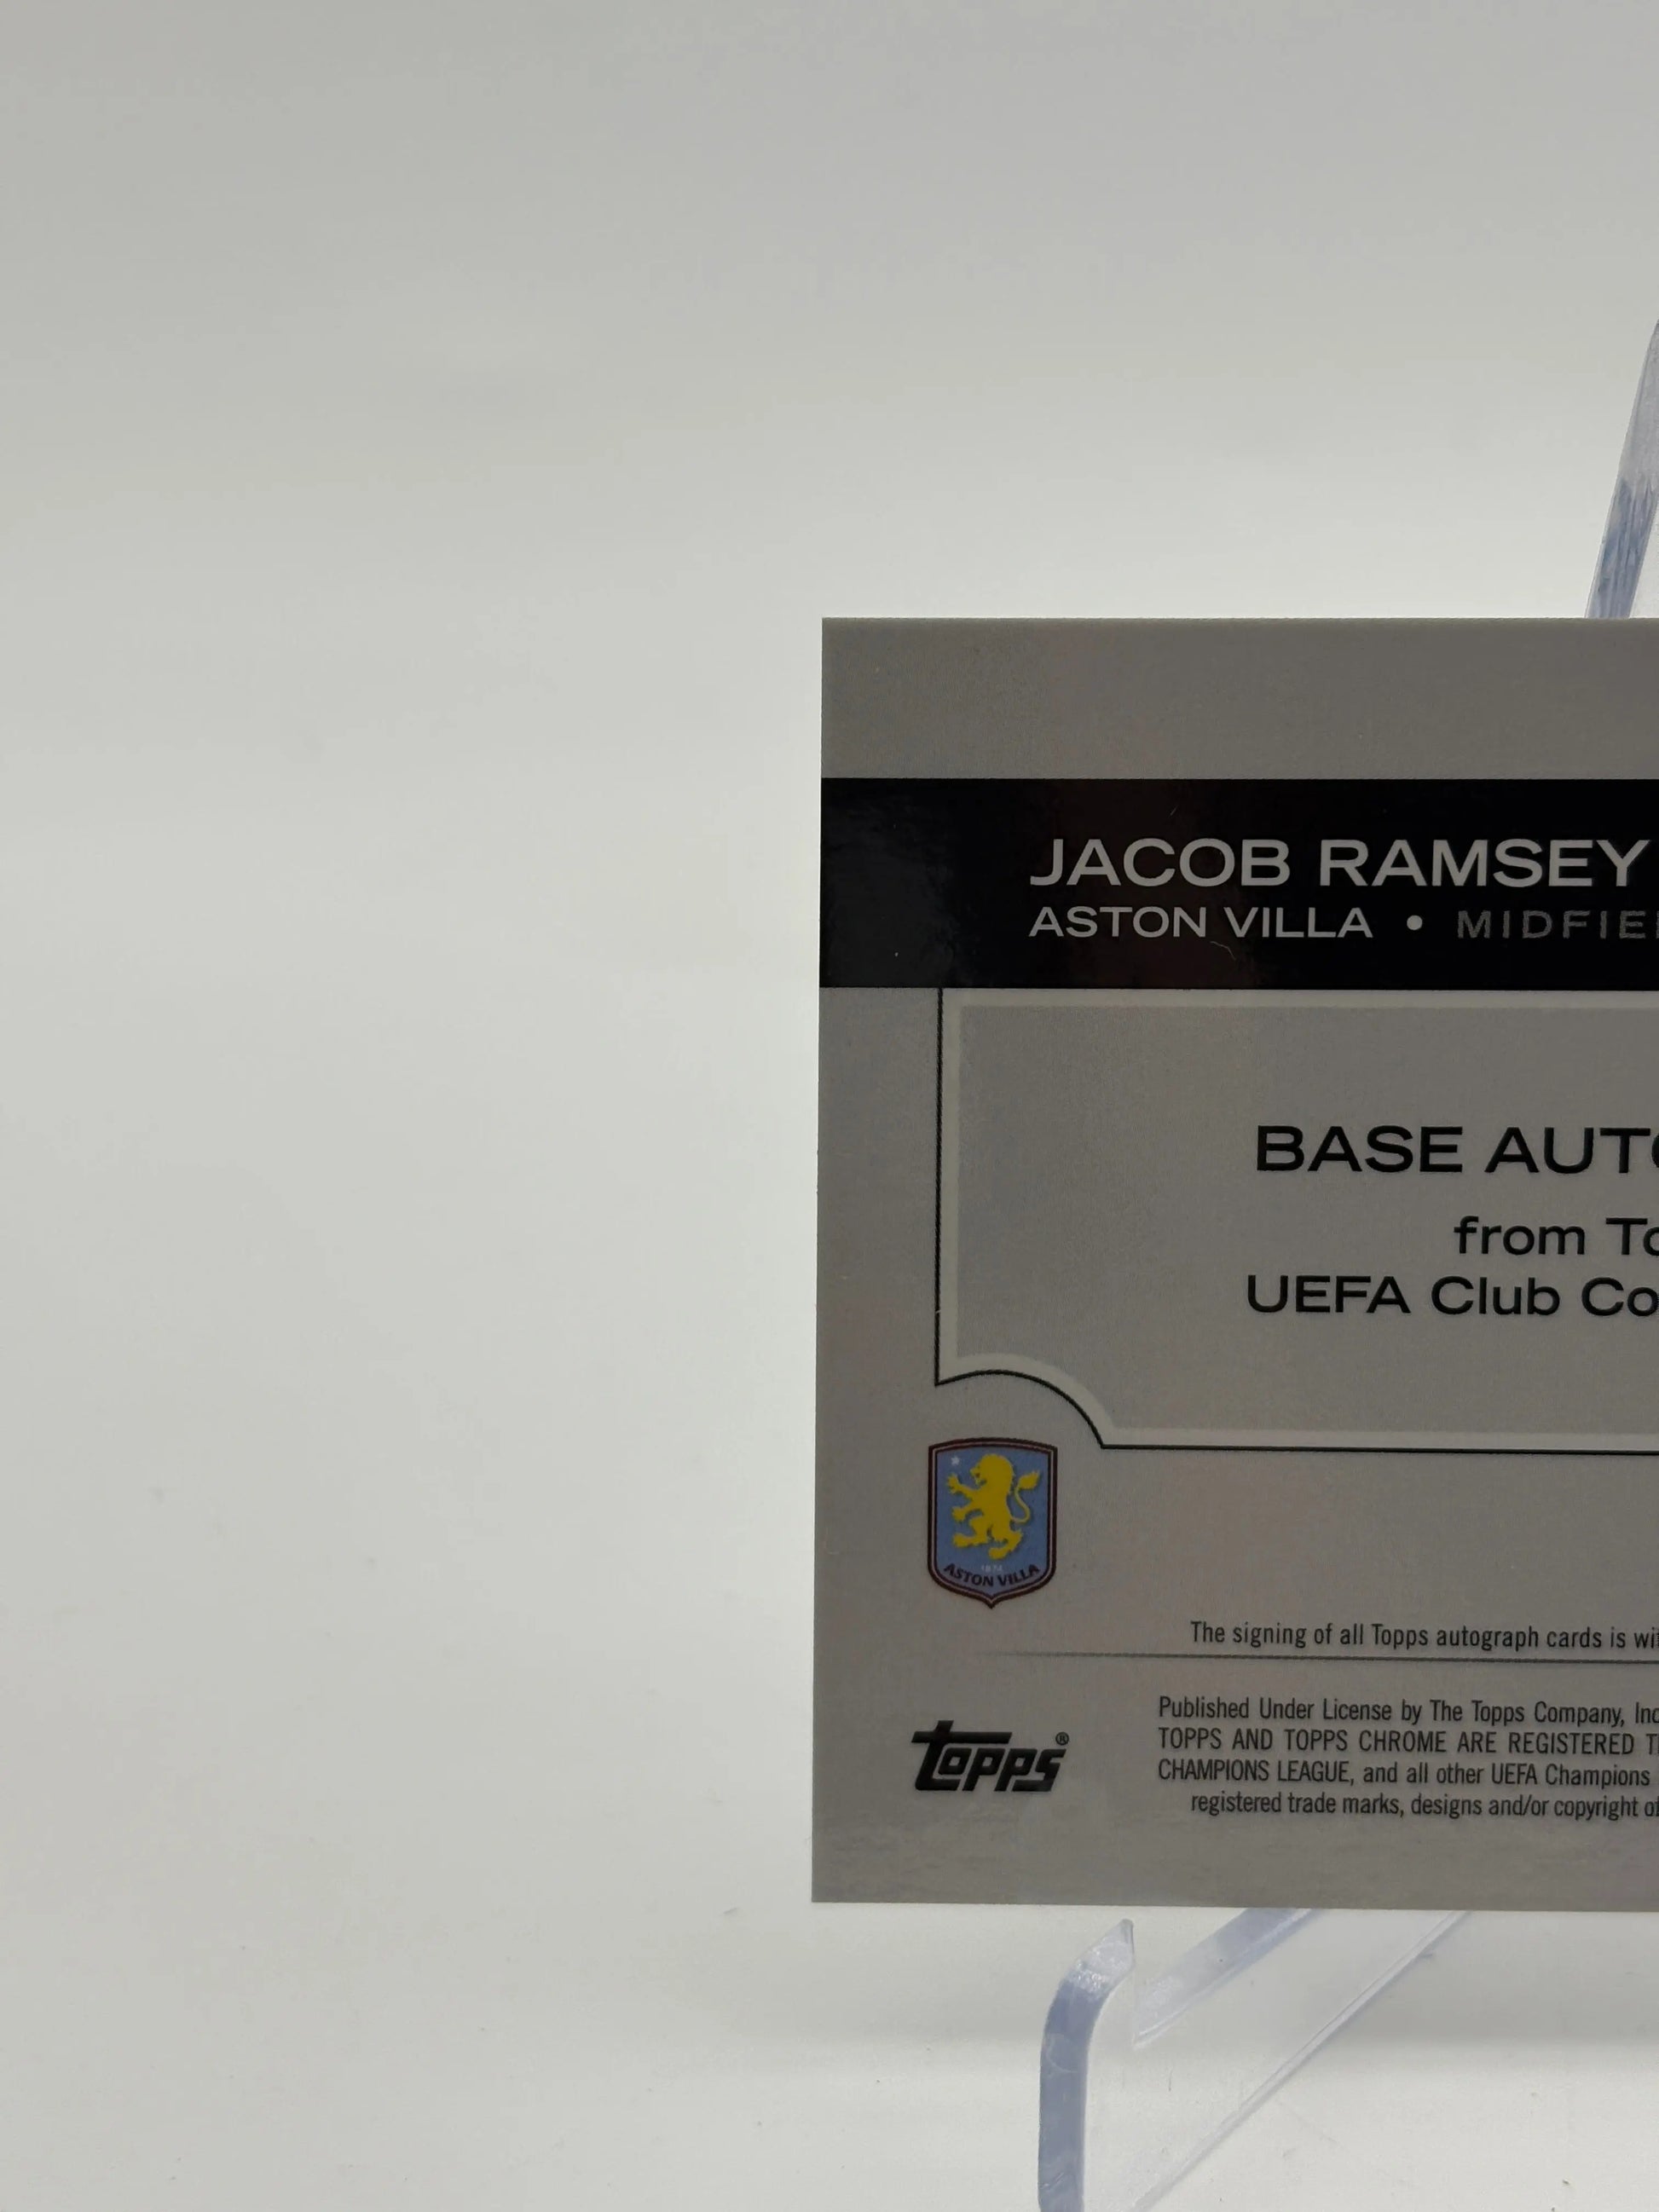 JACOB RAMSEY
ASTON VILLA • MIDFIE
BASE AUTO
from To
UEFA Club Co
1874
ASTON VILLA
The signing of all Topps autograph cards is wi
Published Under License by The Topps Company, Inc
topps®
TOPPS AND TOPPS CHROME ARE REGISTERED T
CHAMPIONS LEAGUE, and all other UEFA Champions
registered trade marks, designs and/or copyright of